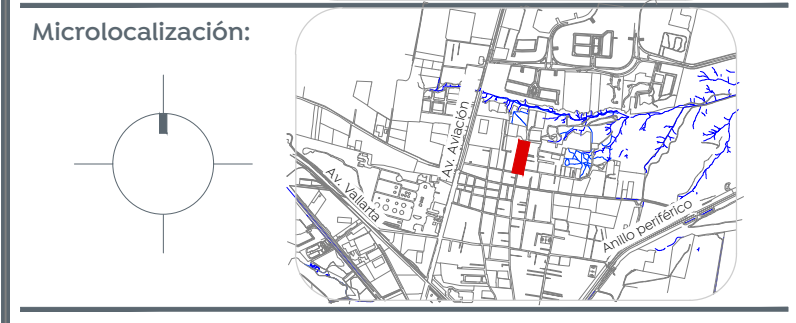 Microlocalización:
Av. Aviación
Av. Vallarta
Anillo periférico